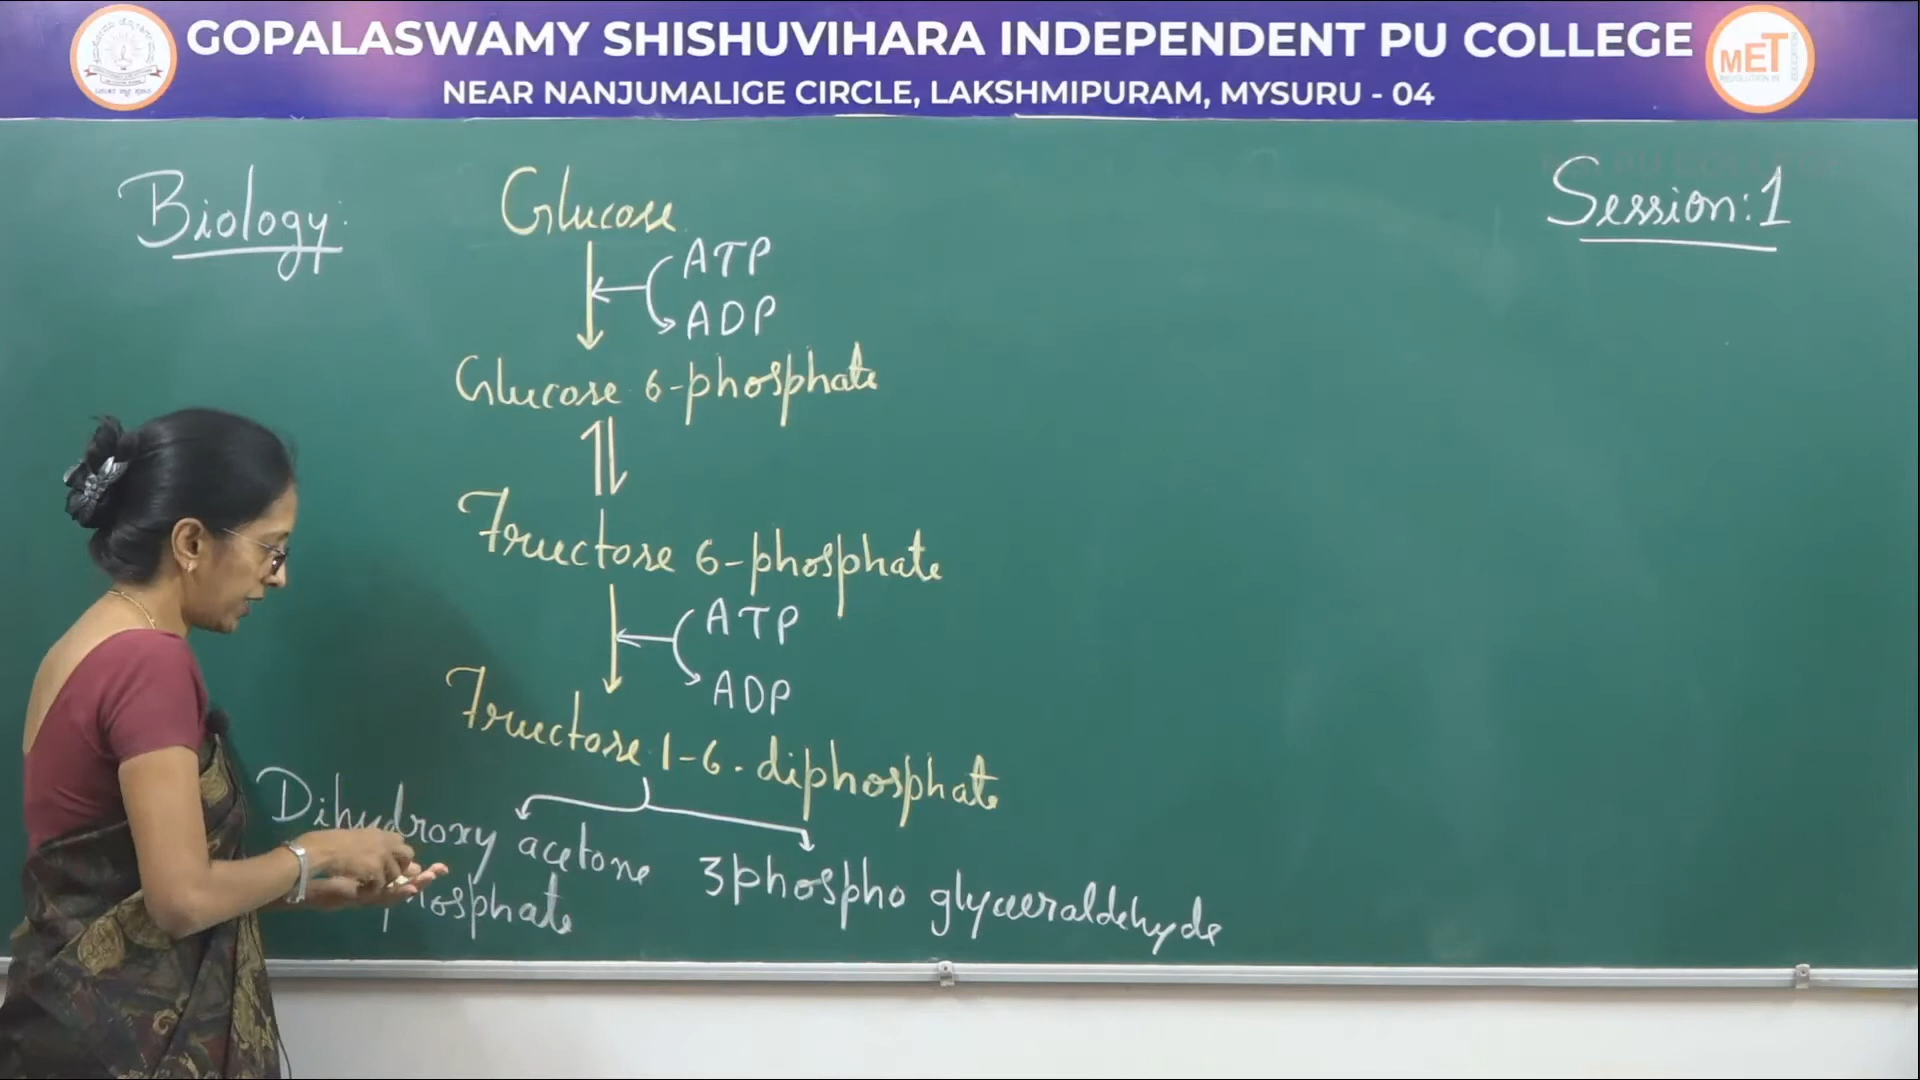 GOPALASWAMY SHISHUVIHARA INDEPENDENT PU COLLEGE
NEAR NANJUMALIGE CIRCLE, LAKSHMIPURAM, MYSURU - 04
MET
Biology:
Session:1
Glucose
ATP
ADP
Glucose 6-phosphate
Fructose 6-phosphate
ATP
ADP
Fructose 1-6. diphosphate
Dihydroxy acetone
phosphate
3phospho glyceraldehyde